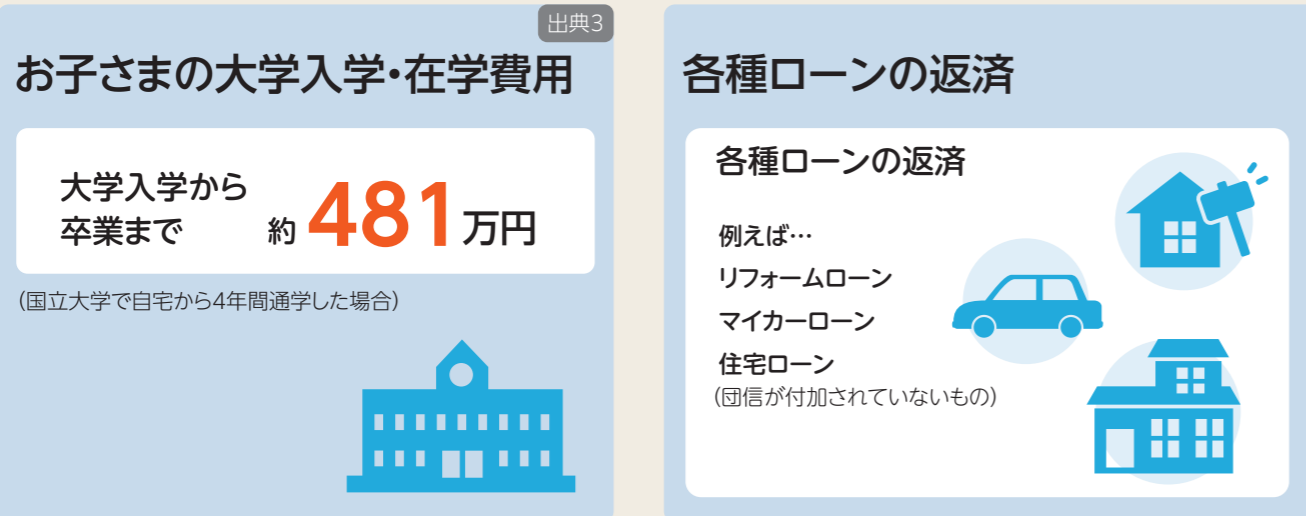 出典3
お子さまの大学入学・在学費用
大学入学から
卒業まで 約481万円
(国立大学で自宅から4年間通学した場合)
各種ローンの返済
各種ローンの返済
例えば…
リフォームローン
マイカーローン
住宅ローン
(団信が付加されていないもの)